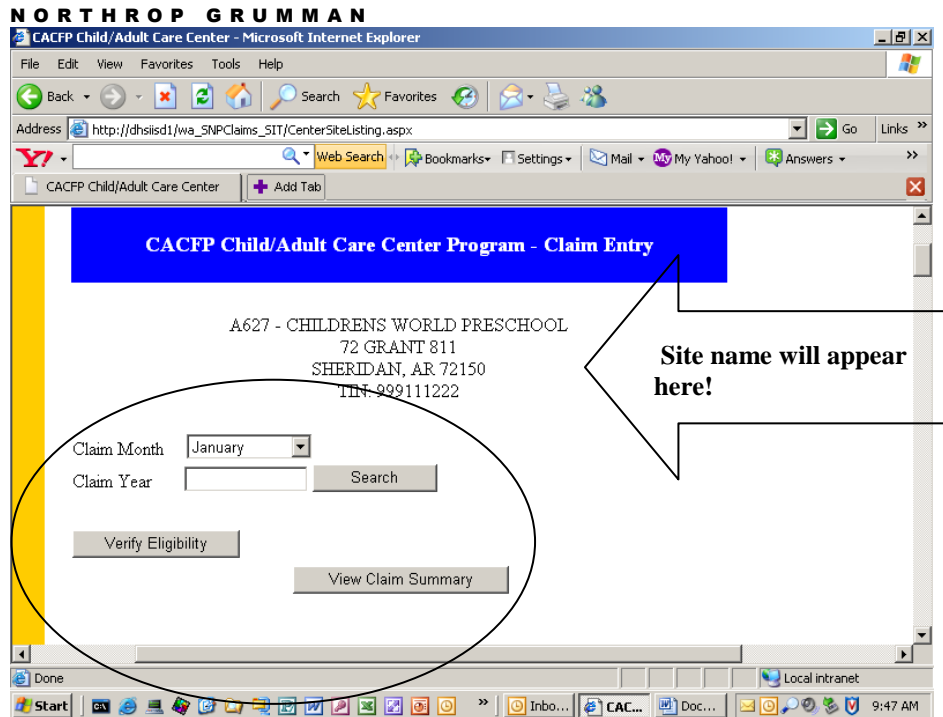 NORTHROP GRUMMAN
CACFP Child/Adult Care Center - Microsoft Internet Explorer
File Edit View Favorites Tools Help
Back Search Favorites
Address http://dhsiisd1/wa_SNPClaims_SIT/CenterSiteListing.aspx Go Links »
Y! Web Search Bookmarks Settings Mail My My Yahoo! Answers »
CACFP Child/Adult Care Center Add Tab
CACFP Child/Adult Care Center Program - Claim Entry
A627 - CHILDRENS WORLD PRESCHOOL
72 GRANT 811
SHERIDAN, AR 72150
TIN: 999111222
Site name will appear
here!
Claim Month January
Claim Year Search
Verify Eligibility
View Claim Summary
Done Local intranet
Start » Inbo... CAC... Doc... 9:47 AM